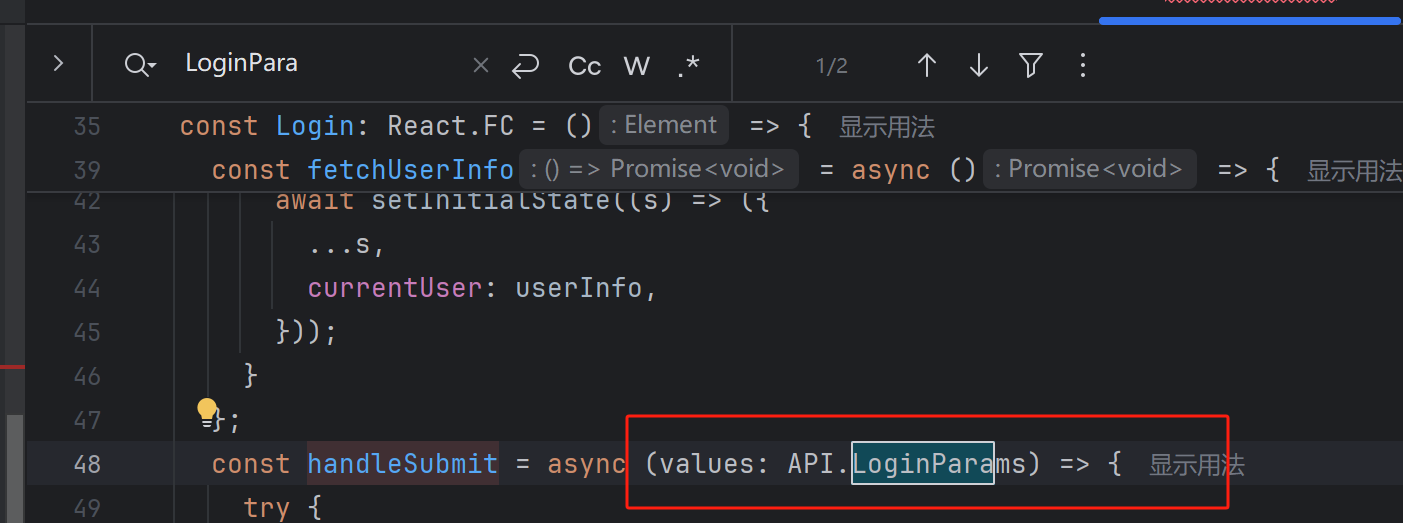 LoginPara × Cc W .* 1/2
35 const Login: React.FC = () : Element => { 显示用法
39 const fetchUserInfo : () => Promise<void> = async () : Promise<void> => { 显示用法
42 await setInitialState((s) => ({
43 ...s,
44 currentUser: userInfo,
45 }));
46 }
47 };
48 const handleSubmit = async (values: API.LoginParams) => { 显示用法
49 try {